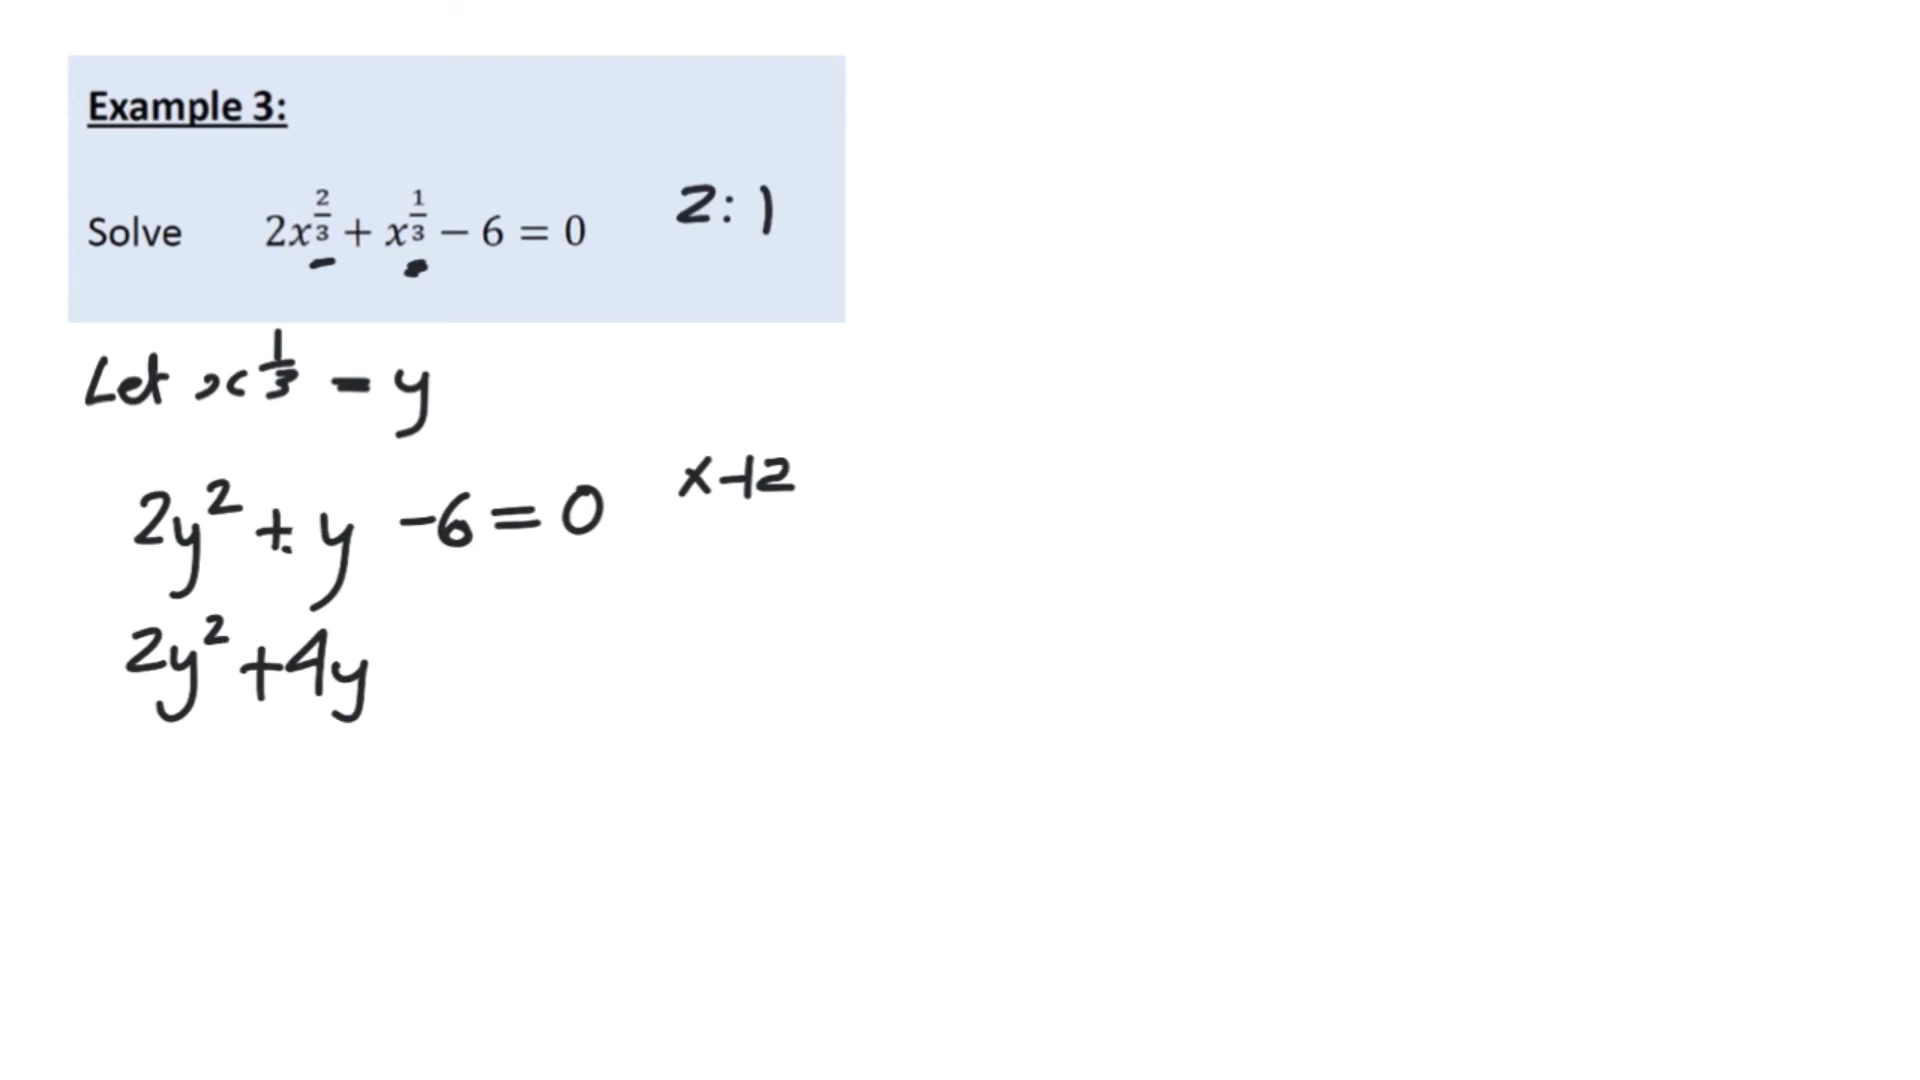 Example 3:
Solve 2x^{2/3} + x^{1/3} − 6 = 0
2:1
Let x^{1/3} = y
2y² + y -6 = 0
x-12
2y² +4y